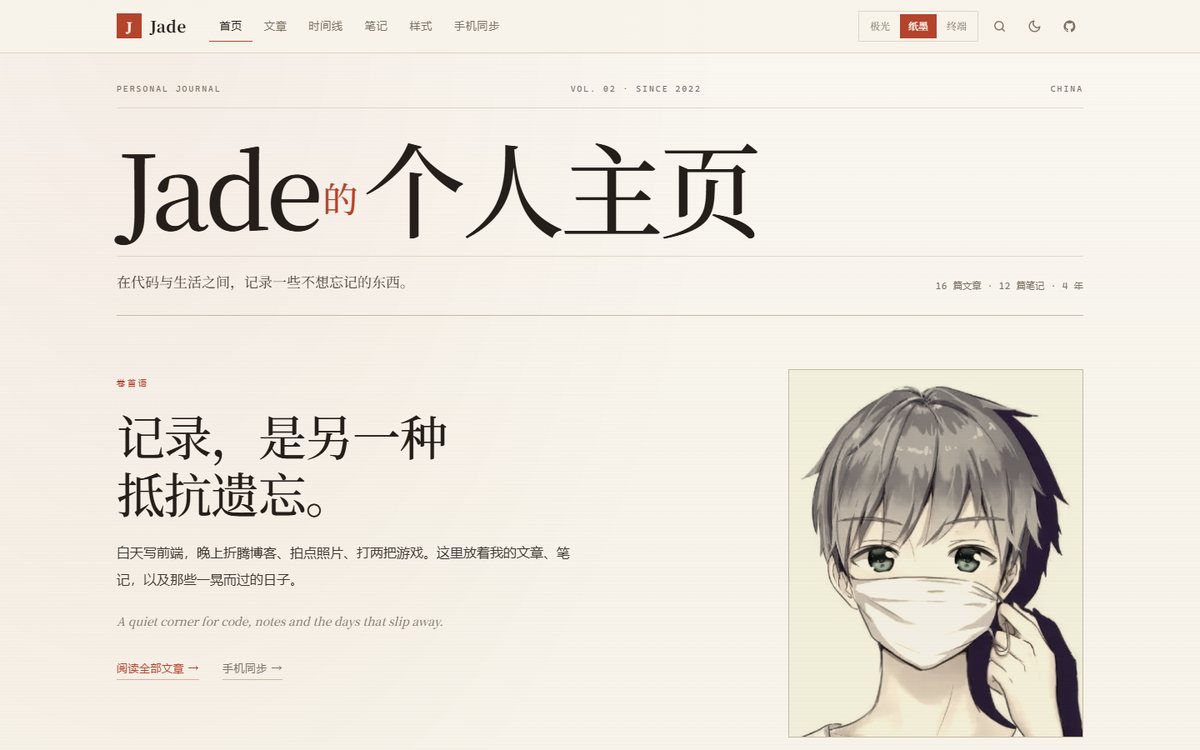 J Jade 首页 文章 时间线 笔记 样式 手机同步 极光 纸墨 终端
PERSONAL JOURNAL VOL. 02 · SINCE 2022 CHINA
Jade的个人主页
在代码与生活之间，记录一些不想忘记的东西。 16 篇文章 · 12 篇笔记 · 4 年
卷首语
记录，是另一种
抵抗遗忘。
白天写前端，晚上折腾博客、拍点照片、打两把游戏。这里放着我的文章、笔
记，以及那些一晃而过的日子。
A quiet corner for code, notes and the days that slip away.
阅读全部文章 → 手机同步 →